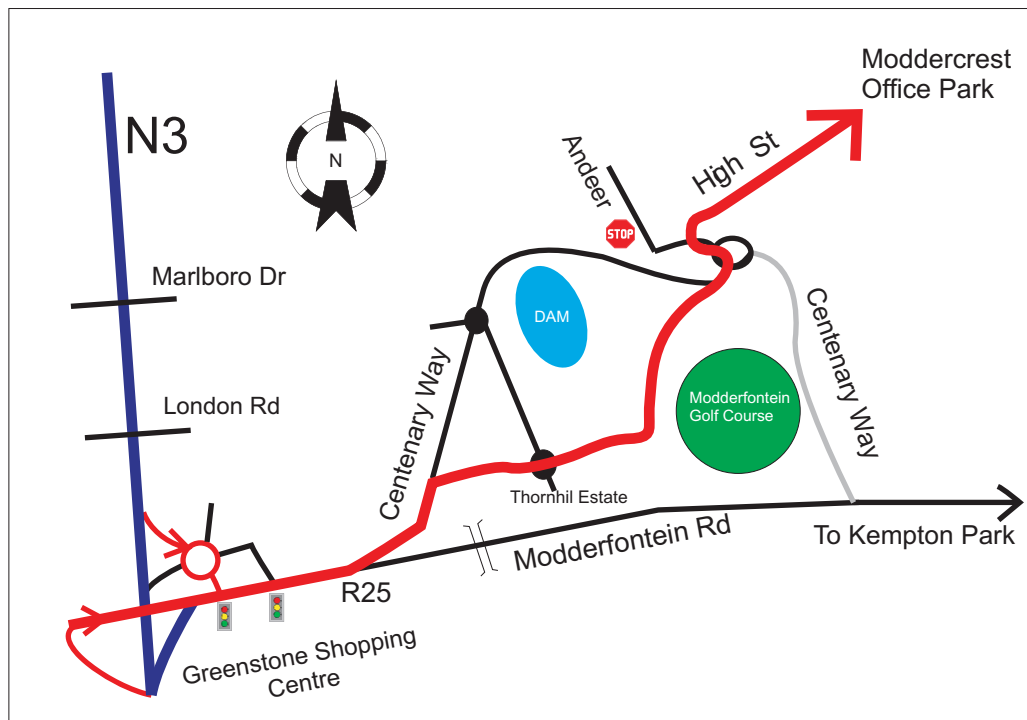 Moddercrest
Office Park
N3
N
Andeer
High St
STOP
Marlboro Dr
DAM
Centenary Way
London Rd
Centenary Way
Modderfontein
Golf Course
Thornhil Estate
Modderfontein Rd
To Kempton Park
R25
Greenstone Shopping
Centre